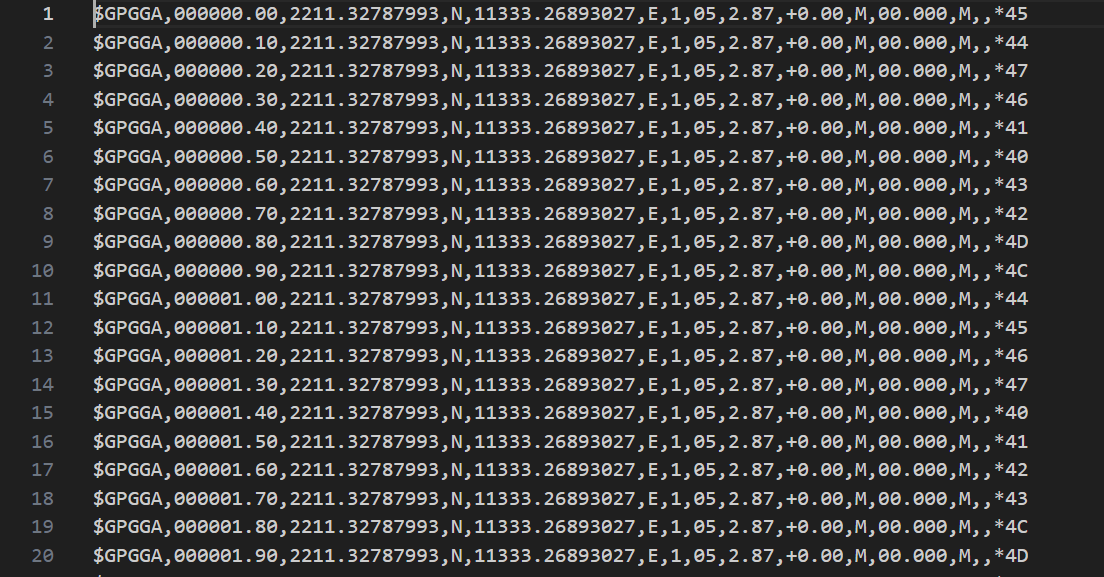 1 $GPGGA,000000.00,2211.32787993,N,11333.26893027,E,1,05,2.87,+0.00,M,00.000,M,,*45
2 $GPGGA,000000.10,2211.32787993,N,11333.26893027,E,1,05,2.87,+0.00,M,00.000,M,,*44
3 $GPGGA,000000.20,2211.32787993,N,11333.26893027,E,1,05,2.87,+0.00,M,00.000,M,,*47
4 $GPGGA,000000.30,2211.32787993,N,11333.26893027,E,1,05,2.87,+0.00,M,00.000,M,,*46
5 $GPGGA,000000.40,2211.32787993,N,11333.26893027,E,1,05,2.87,+0.00,M,00.000,M,,*41
6 $GPGGA,000000.50,2211.32787993,N,11333.26893027,E,1,05,2.87,+0.00,M,00.000,M,,*40
7 $GPGGA,000000.60,2211.32787993,N,11333.26893027,E,1,05,2.87,+0.00,M,00.000,M,,*43
8 $GPGGA,000000.70,2211.32787993,N,11333.26893027,E,1,05,2.87,+0.00,M,00.000,M,,*42
9 $GPGGA,000000.80,2211.32787993,N,11333.26893027,E,1,05,2.87,+0.00,M,00.000,M,,*4D
10 $GPGGA,000000.90,2211.32787993,N,11333.26893027,E,1,05,2.87,+0.00,M,00.000,M,,*4C
11 $GPGGA,000001.00,2211.32787993,N,11333.26893027,E,1,05,2.87,+0.00,M,00.000,M,,*44
12 $GPGGA,000001.10,2211.32787993,N,11333.26893027,E,1,05,2.87,+0.00,M,00.000,M,,*45
13 $GPGGA,000001.20,2211.32787993,N,11333.26893027,E,1,05,2.87,+0.00,M,00.000,M,,*46
14 $GPGGA,000001.30,2211.32787993,N,11333.26893027,E,1,05,2.87,+0.00,M,00.000,M,,*47
15 $GPGGA,000001.40,2211.32787993,N,11333.26893027,E,1,05,2.87,+0.00,M,00.000,M,,*40
16 $GPGGA,000001.50,2211.32787993,N,11333.26893027,E,1,05,2.87,+0.00,M,00.000,M,,*41
17 $GPGGA,000001.60,2211.32787993,N,11333.26893027,E,1,05,2.87,+0.00,M,00.000,M,,*42
18 $GPGGA,000001.70,2211.32787993,N,11333.26893027,E,1,05,2.87,+0.00,M,00.000,M,,*43
19 $GPGGA,000001.80,2211.32787993,N,11333.26893027,E,1,05,2.87,+0.00,M,00.000,M,,*4C
20 $GPGGA,000001.90,2211.32787993,N,11333.26893027,E,1,05,2.87,+0.00,M,00.000,M,,*4D